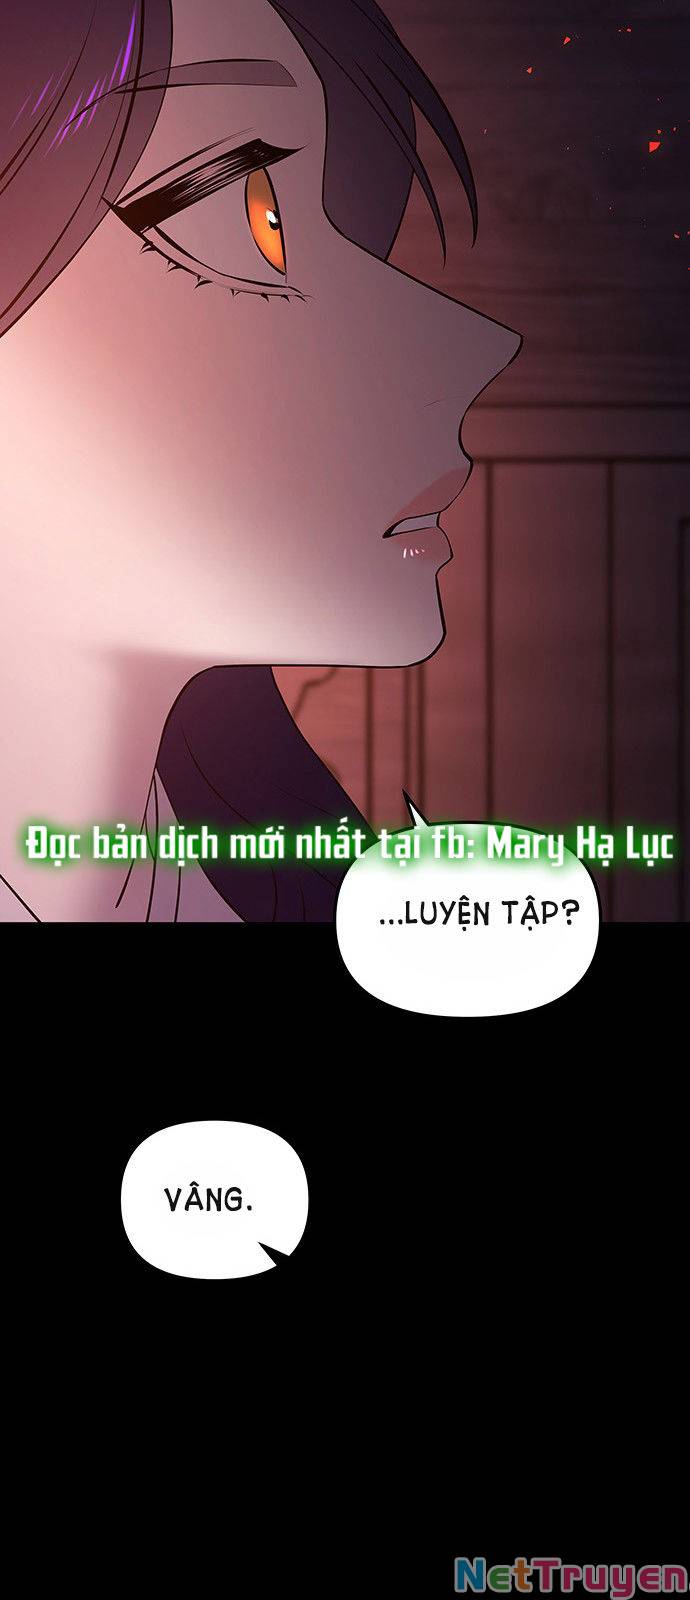 Đọc bản dịch mới nhất tại fb: Mary Hạ Lục
...LUYỆN TẬP?
VÂNG.
NetTruyen